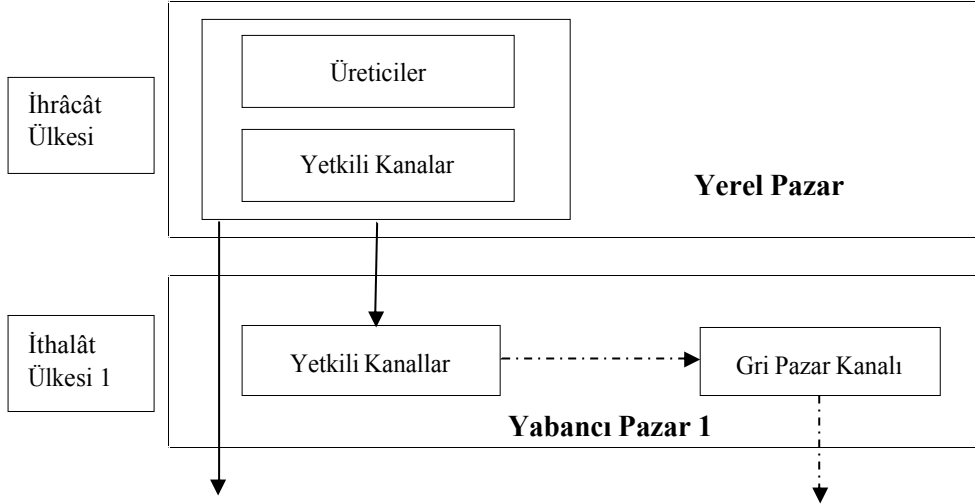 Üreticiler
İhrâcât
Ülkesi
Yetkili Kanalar
Yerel Pazar
İthalât
Ülkesi 1
Yetkili Kanallar
Gri Pazar Kanalı
Yabancı Pazar 1